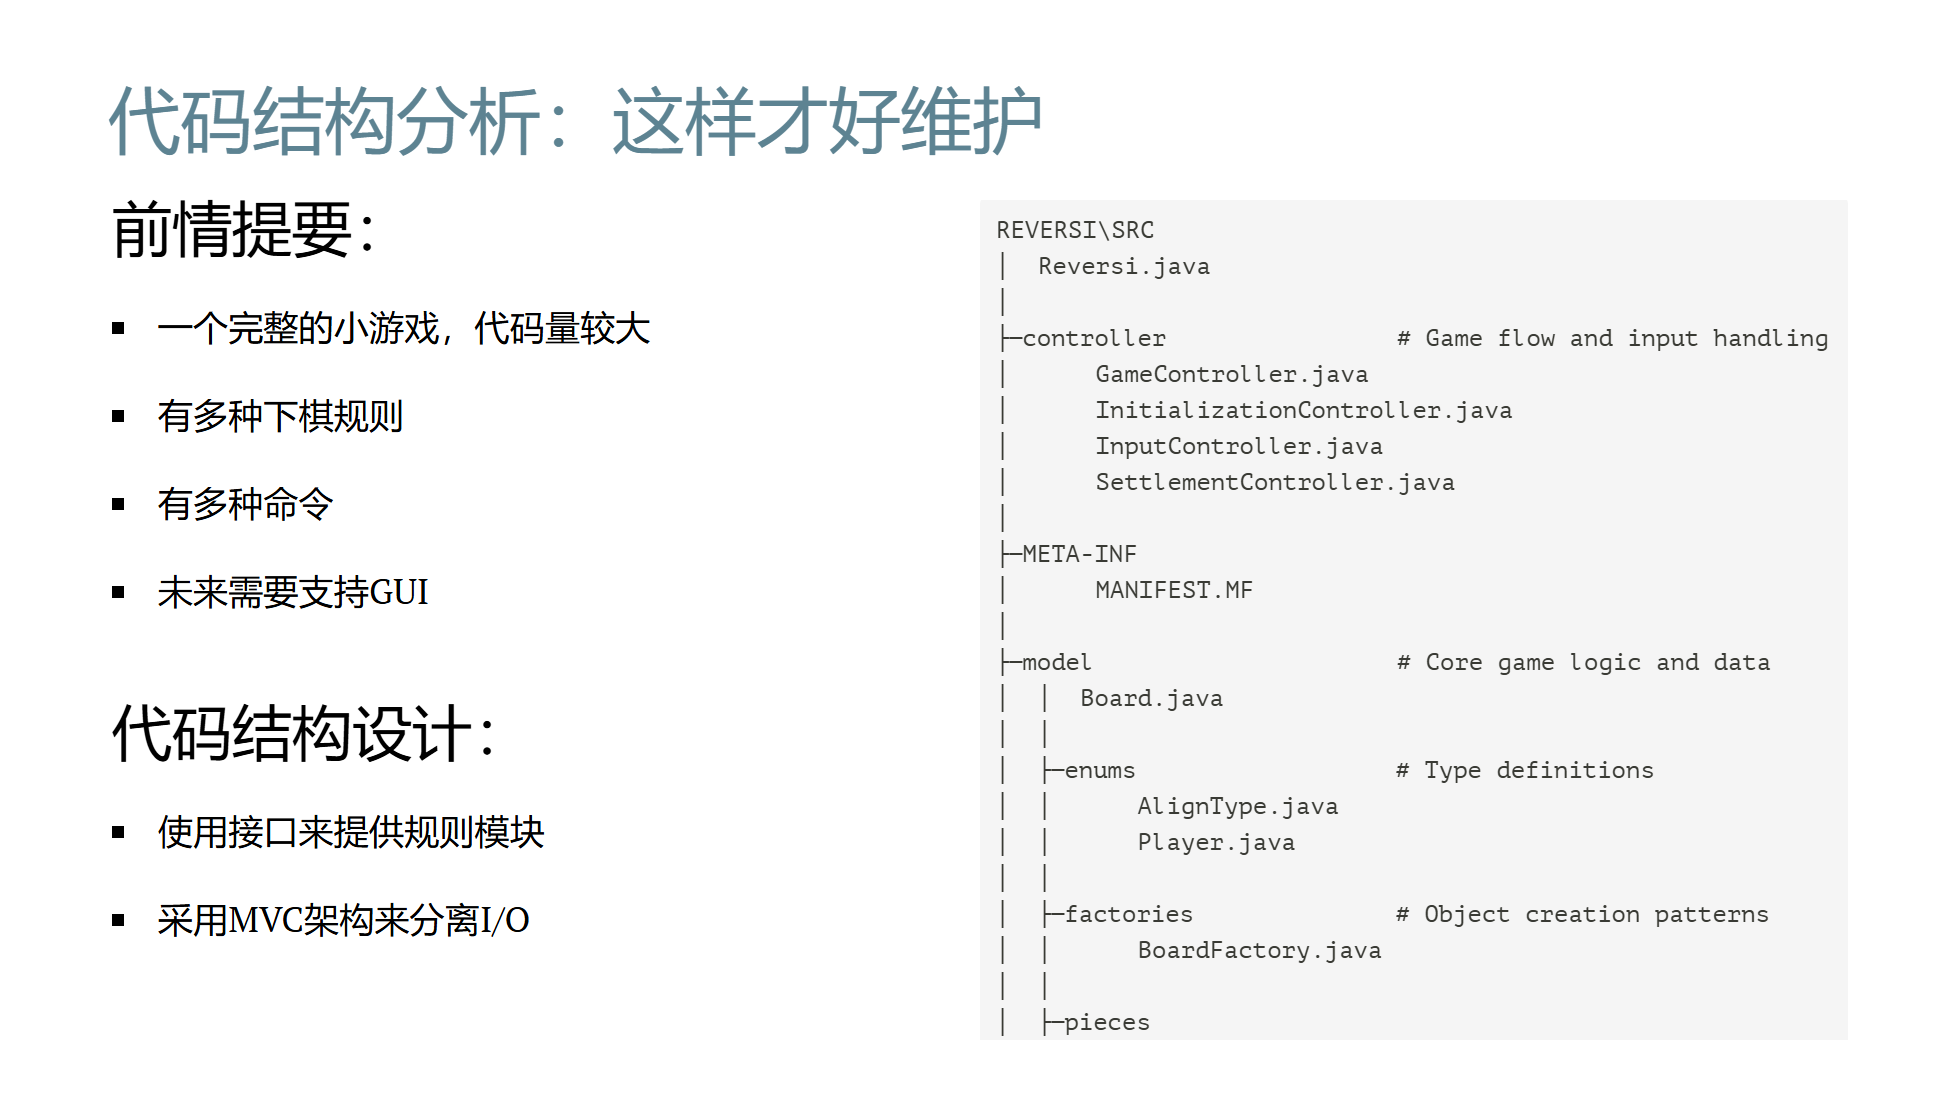 代码结构分析：这样才好维护
前情提要：
▪ 一个完整的小游戏，代码量较大
▪ 有多种下棋规则
▪ 有多种命令
▪ 未来需要支持GUI
代码结构设计：
▪ 使用接口来提供规则模块
▪ 采用MVC架构来分离I/O
REVERSI\SRC
│  Reversi.java
│
├─controller                # Game flow and input handling
│      GameController.java
│      InitializationController.java
│      InputController.java
│      SettlementController.java
│
├─META-INF
│      MANIFEST.MF
│
├─model                     # Core game logic and data
│  │  Board.java
│  │
│  ├─enums                  # Type definitions
│  │      AlignType.java
│  │      Player.java
│  │
│  ├─factories              # Object creation patterns
│  │      BoardFactory.java
│  │
│  ├─pieces